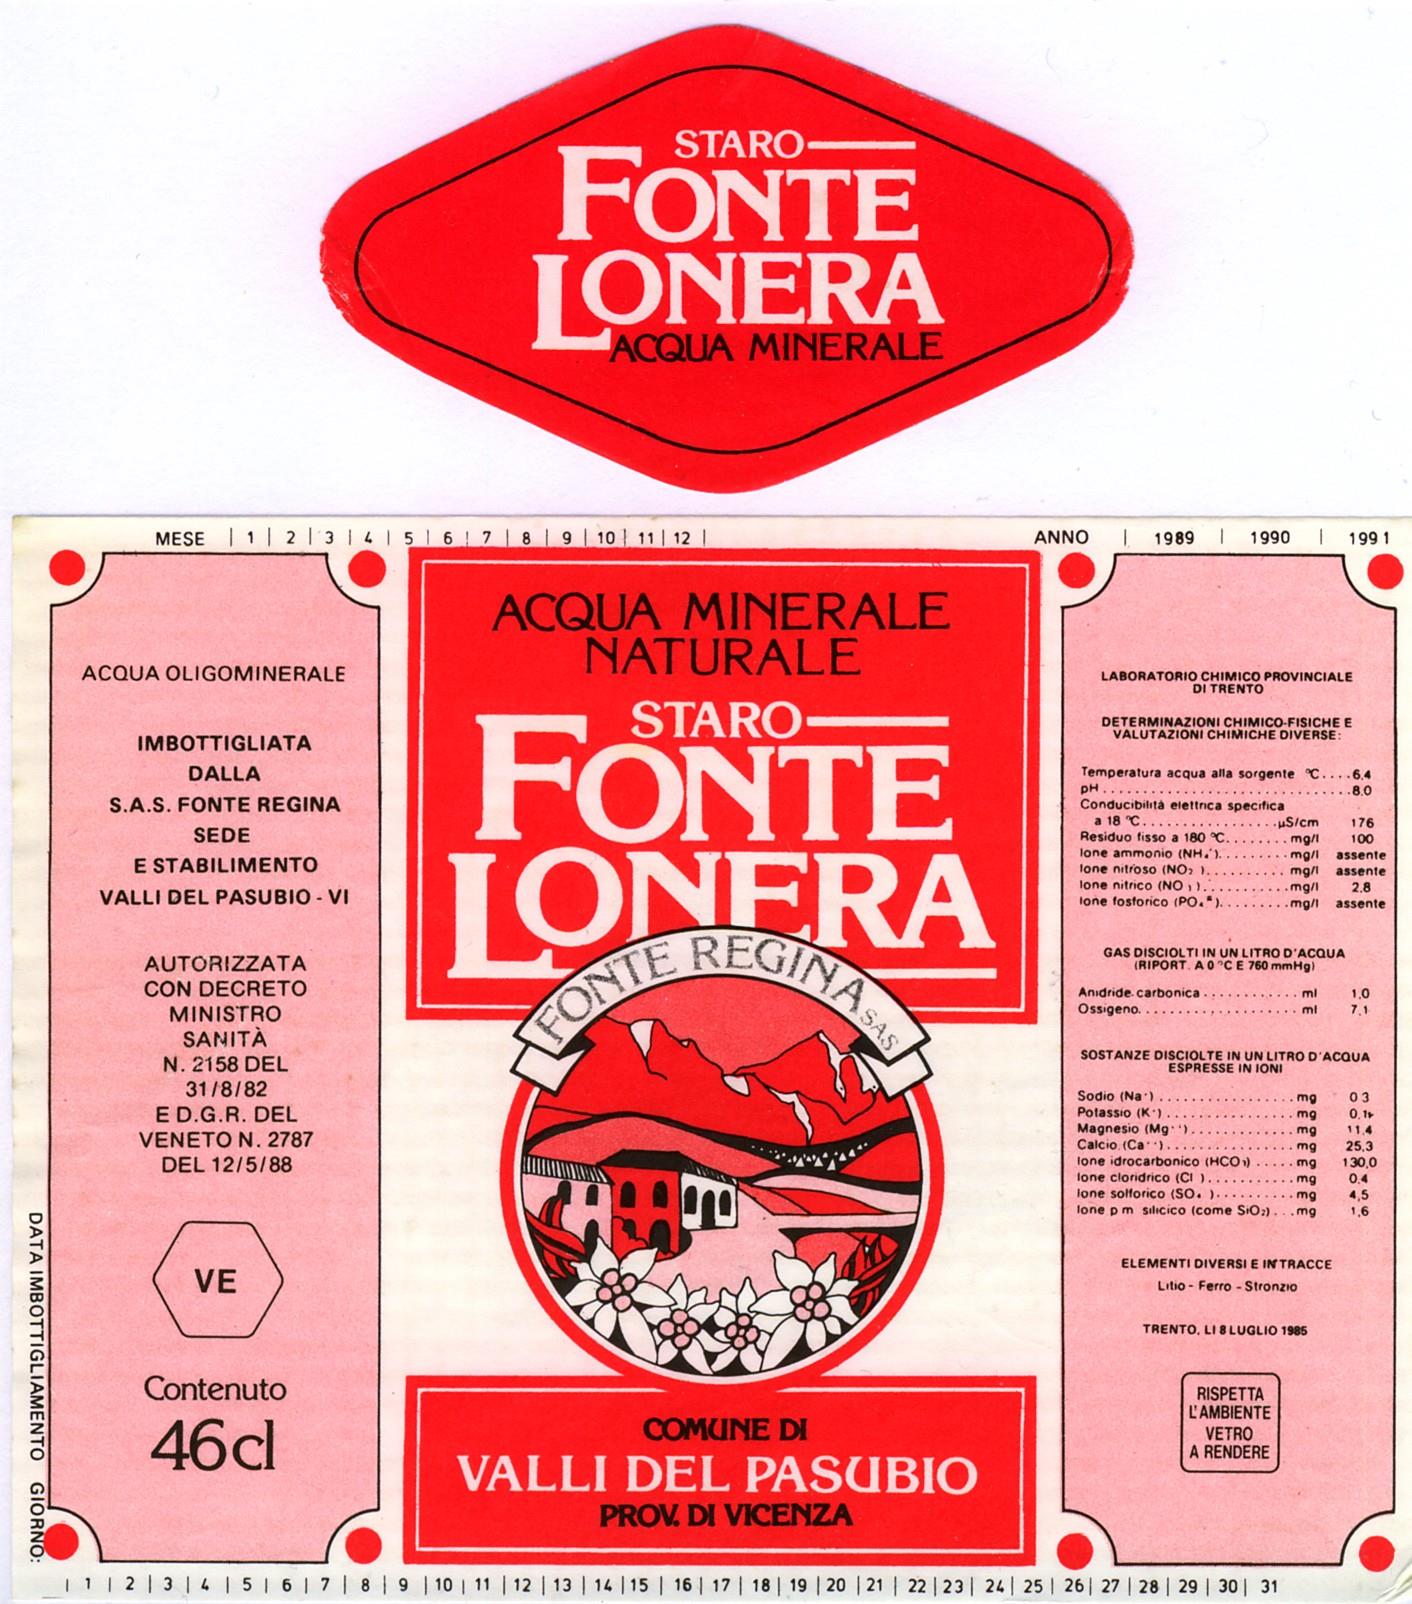 STARO
FONTE
LONERA
ACQUA MINERALE
MESE | 1 | 2 | 3 | 4 | 5 | 6 | 7 | 8 | 9 | 10 | 11 | 12 |
ANNO | 1989 | 1990 | 1991
ACQUA OLIGOMINERALE
IMBOTTIGLIATA
DALLA
S.A.S. FONTE REGINA
SEDE
E STABILIMENTO
VALLI DEL PASUBIO - VI
AUTORIZZATA
CON DECRETO
MINISTRO
SANITÀ
N. 2158 DEL
31/8/82
E D.G.R. DEL
VENETO N. 2787
DEL 12/5/88
VE
Contenuto
46cl
DATA IMBOTTIGLIAMENTO GIORNO:
ACQUA MINERALE
NATURALE
STARO
FONTE
LONERA
FONTE REGINA SAS
COMUNE DI
VALLI DEL PASUBIO
PROV. DI VICENZA
LABORATORIO CHIMICO PROVINCIALE
DI TRENTO
DETERMINAZIONI CHIMICO-FISICHE E
VALUTAZIONI CHIMICHE DIVERSE:
Temperatura acqua alla sorgente °C....6,4
pH..............................8.0
Conducibilità elettrica specifica
a 18 °C.................µS/cm 176
Residuo fisso a 180 °C........mg/l 100
Ione ammonio (NH₄⁺).........mg/l assente
Ione nitroso (NO₂ )..........mg/l assente
Ione nitrico (NO₃)...........mg/l 2.8
Ione fosforico (PO₄ ).........mg/l assente
GAS DISCIOLTI IN UN LITRO D'ACQUA
(RIPORT. A 0 °C E 760 mmHg)
Anidride carbonica............ml 1,0
Ossigeno....................ml 7,1
SOSTANZE DISCIOLTE IN UN LITRO D'ACQUA
ESPRESSE IN IONI
Sodio (Na⁺)................mg 0 3
Potassio (K⁺)...............mg
Magnesio (Mg⁺⁺).............mg 11,4
Calcio (Ca⁺⁺)................mg 25,3
Ione idrocarbonico (HCO₃).....mg 130,0
Ione cloridrico (Cl )...........mg 0,4
Ione solforico (SO₄ )..........mg 4,5
Ione p m silicico (come SiO₂)...mg 1,6
ELEMENTI DIVERSI E IN TRACCE
Litio - Ferro - Stronzio
TRENTO, LI 8 LUGLIO 1985
RISPETTA
L'AMBIENTE
VETRO
A RENDERE
| 1 | 2 | 3 | 4 | 5 | 6 | 7 | 8 | 9 | 10 | 11 | 12 | 13 | 14 | 15 | 16 | 17 | 18 | 19 | 20 | 21 | 22 | 23 | 24 | 25 | 26 | 27 | 28 | 29 | 30 | 31